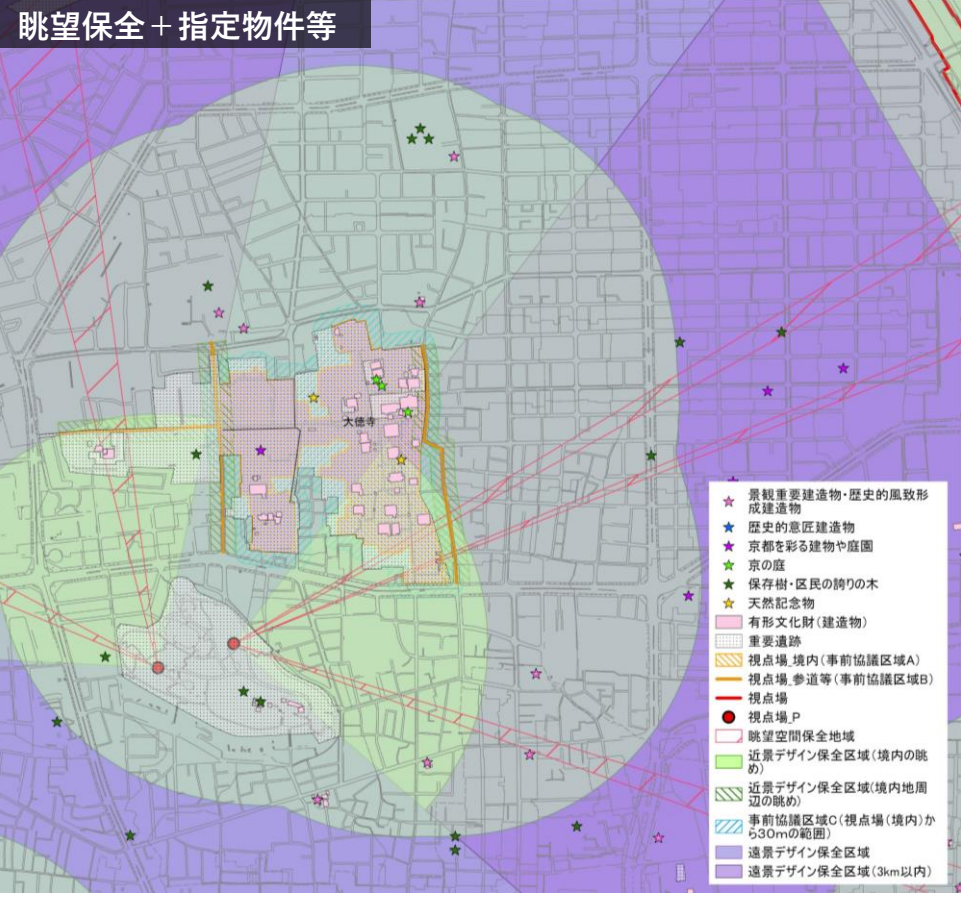 眺望保全＋指定物件等
大徳寺
景観重要建造物・歴史的風致形
成建造物
歴史的意匠建造物
京都を彩る建物や庭園
京の庭
保存樹・区民の誇りの木
天然記念物
有形文化財（建造物）
重要遺跡
視点場_境内（事前協議区域A）
視点場_参道等（事前協議区域B）
視点場
視点場_P
眺望空間保全地域
近景デザイン保全区域（境内の眺
め）
近景デザイン保全区域（境内地周
辺の眺め）
事前協議区域C（視点場（境内）か
ら30mの範囲）
遠景デザイン保全区域
遠景デザイン保全区域（3km以内）